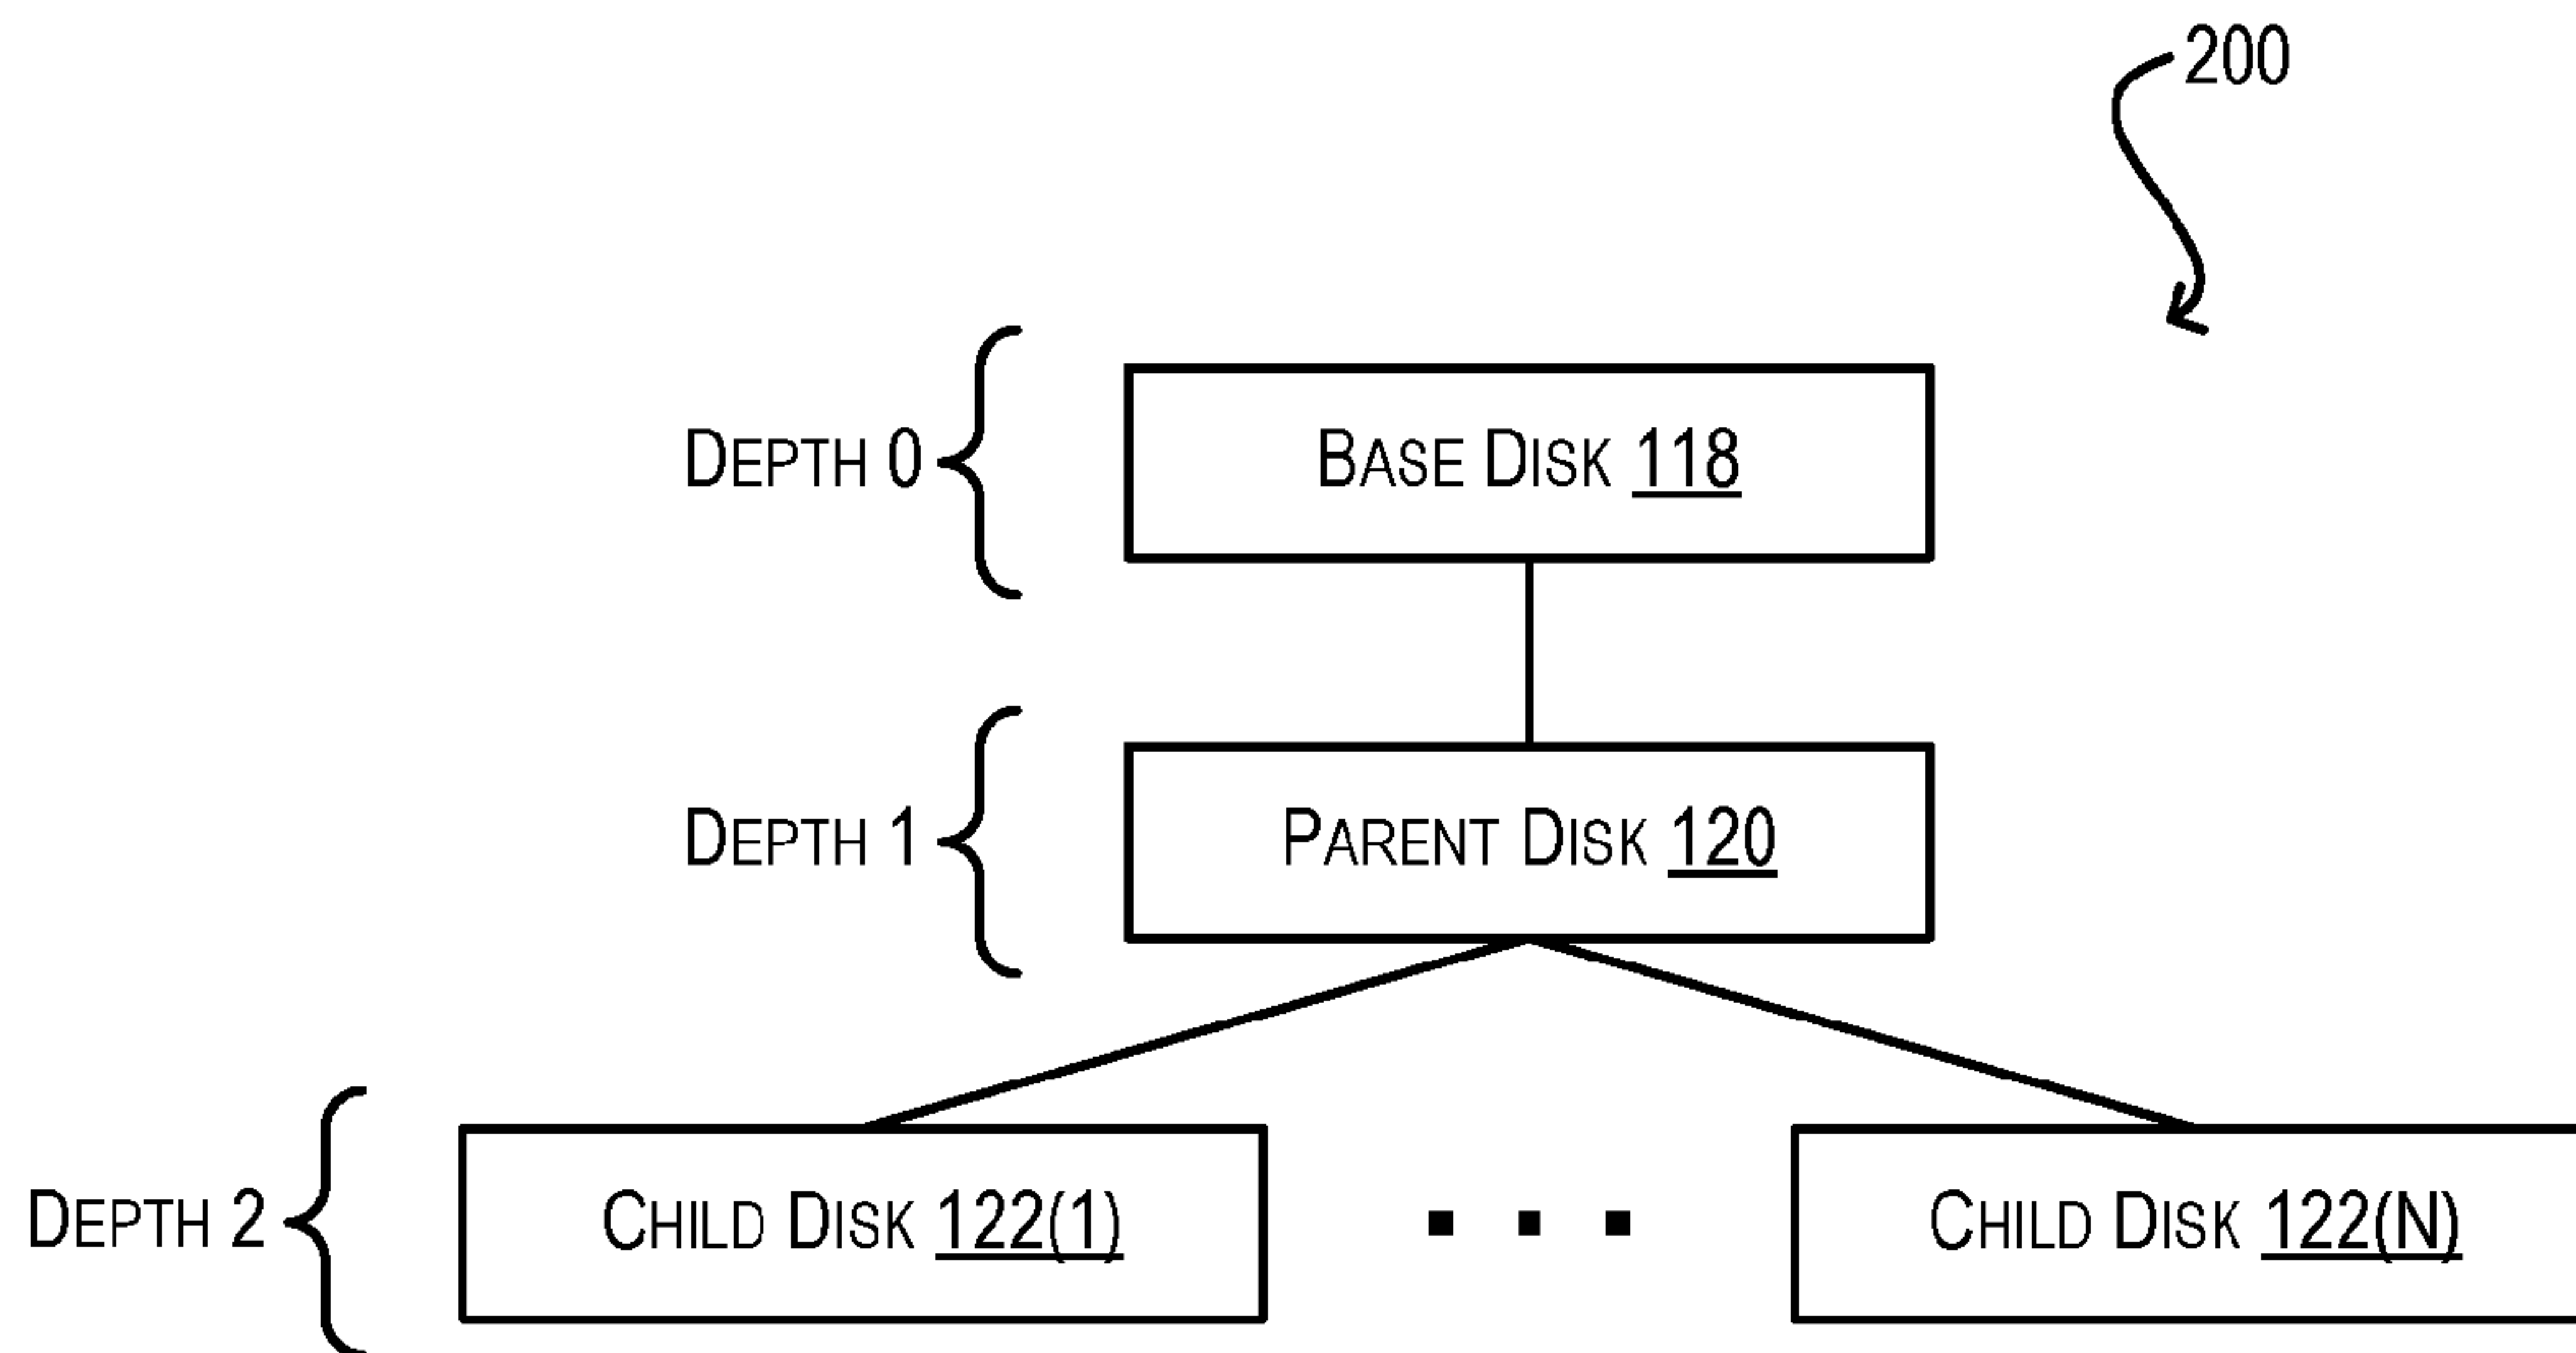 200
DEPTH 0
BASE DISK 118
DEPTH 1
PARENT DISK 120
DEPTH 2
CHILD DISK 122(1)
CHILD DISK 122(N)